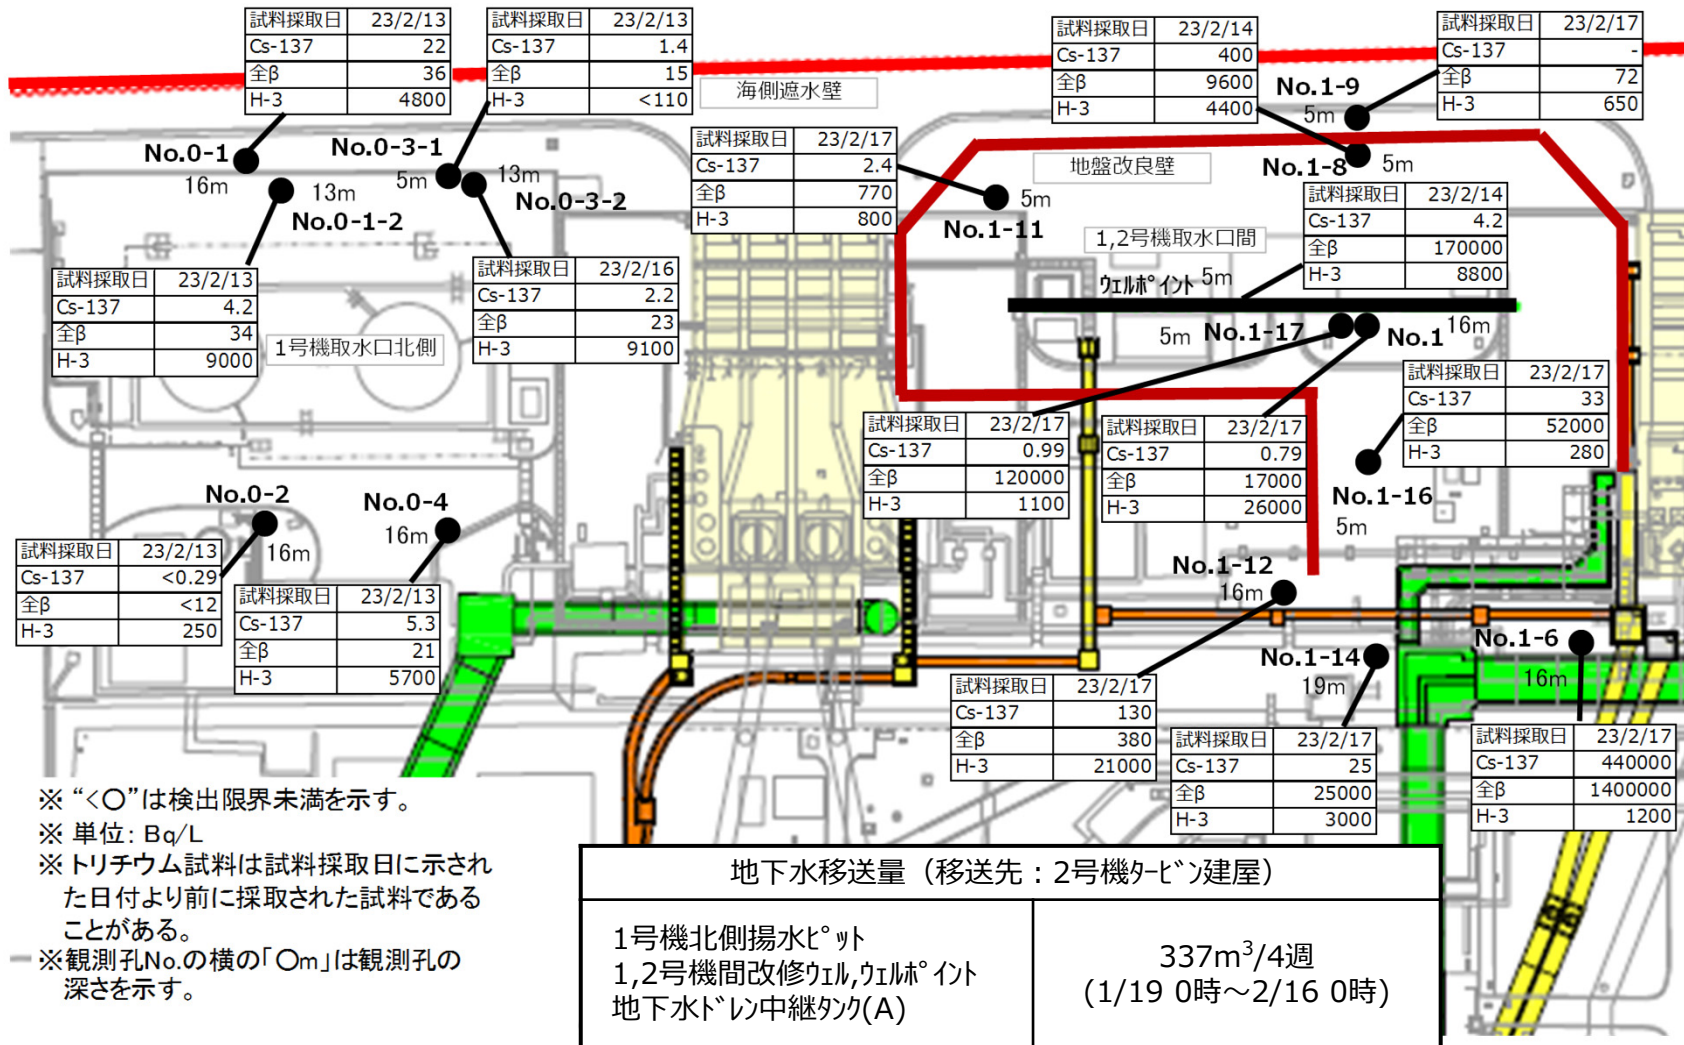 試料採取日 23/2/13
Cs-137 22
全β 36
H-3 4800
試料採取日 23/2/13
Cs-137 1.4
全β 15
H-3 <110
海側遮水壁
試料採取日 23/2/14
Cs-137 400
全β 9600
H-3 4400
試料採取日 23/2/17
Cs-137 -
全β 72
H-3 650
No.1-9
5m
No.0-1
16m
No.0-3-1
5m
13m
No.0-3-2
13m
No.0-1-2
試料採取日 23/2/17
Cs-137 2.4
全β 770
H-3 800
5m
No.1-11
地盤改良壁
No.1-8
5m
試料採取日 23/2/14
Cs-137 4.2
全β 170000
H-3 8800
1,2号機取水口間
ウェルポイント 5m
試料採取日 23/2/13
Cs-137 4.2
全β 34
H-3 9000
1号機取水口北側
試料採取日 23/2/16
Cs-137 2.2
全β 23
H-3 9100
5m
No.1-17
No.1
16m
試料採取日 23/2/17
Cs-137 33
全β 52000
H-3 280
試料採取日 23/2/17
Cs-137 0.99
全β 120000
H-3 1100
試料採取日 23/2/17
Cs-137 0.79
全β 17000
H-3 26000
No.1-16
5m
No.0-2
16m
No.0-4
16m
試料採取日 23/2/13
Cs-137 <0.29
全β <12
H-3 250
試料採取日 23/2/13
Cs-137 5.3
全β 21
H-3 5700
No.1-12
16m
No.1-14
19m
No.1-6
16m
試料採取日 23/2/17
Cs-137 130
全β 380
H-3 21000
試料採取日 23/2/17
Cs-137 25
全β 25000
H-3 3000
試料採取日 23/2/17
Cs-137 440000
全β 1400000
H-3 1200
※ “<〇”は検出限界未満を示す。
※ 単位: Bq/L
※トリチウム試料は試料採取日に示され
た日付より前に採取された試料である
ことがある。
※観測孔No.の横の「〇m」は観測孔の
深さを示す。
地下水移送量（移送先：2号機タービン建屋）
1号機北側揚水ピット
1,2号機間改修ウェル,ウェルポイント
地下水ドレン中継タンク(A)
337m³/4週
(1/19 0時～2/16 0時)